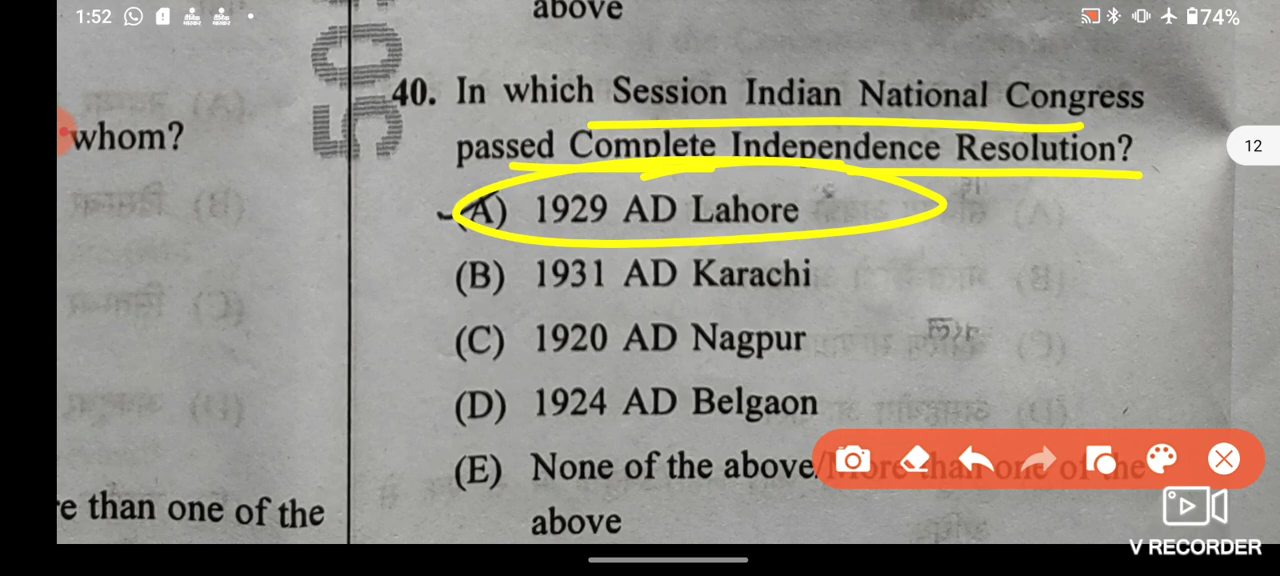 1:52
74%
above
40. In which Session Indian National Congress
whom?
passed Complete Independence Resolution?
12
(A) 1929 AD Lahore
(B) 1931 AD Karachi
(C) 1920 AD Nagpur
(D) 1924 AD Belgaon
(E) None of the above/More than one of the
above
re than one of the
V RECORDER